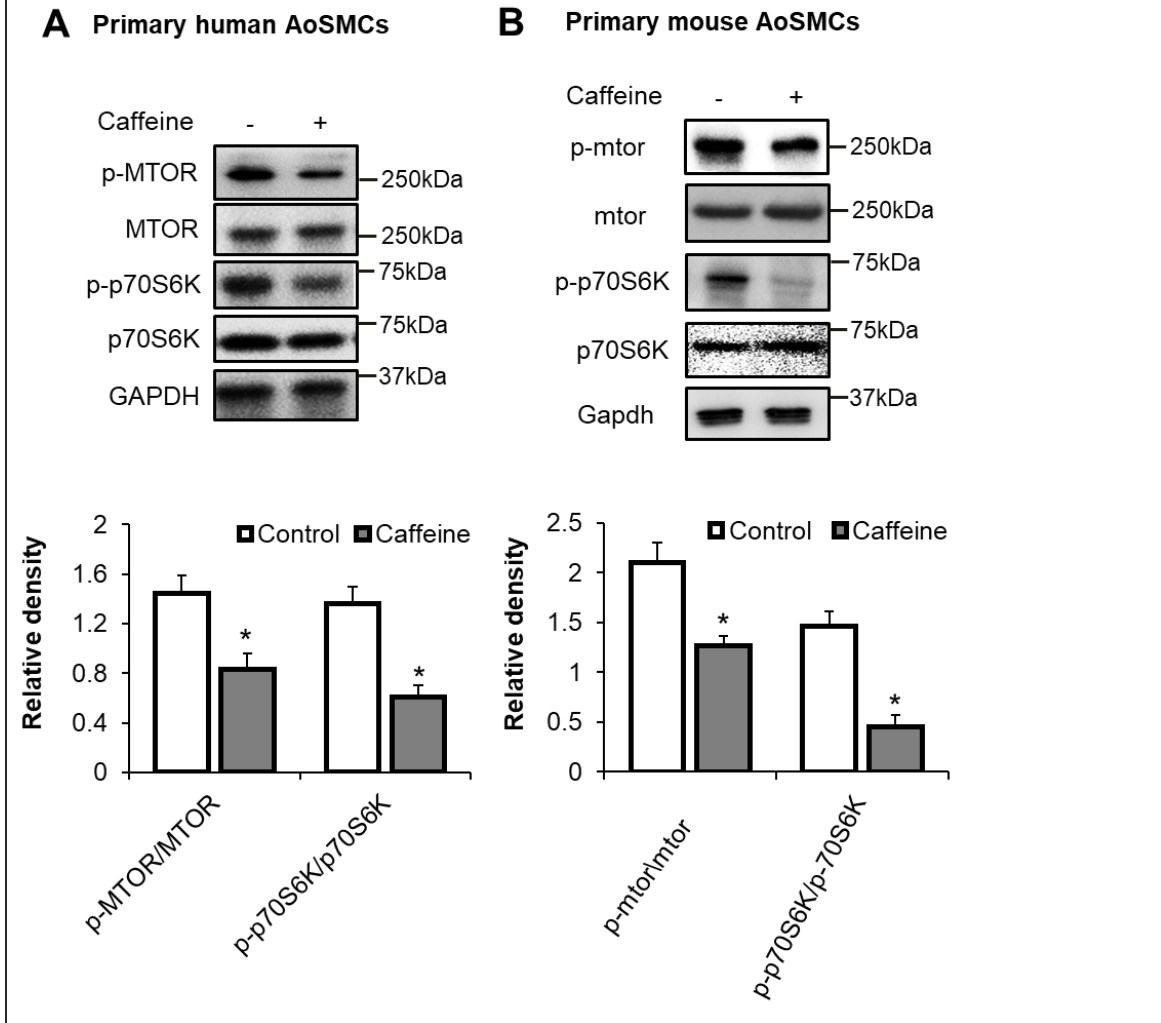 A Primary human AoSMCs
Caffeine - +
p-MTOR 250kDa
MTOR 250kDa
p-p70S6K 75kDa
p70S6K 75kDa
GAPDH 37kDa
Relative density
Control Caffeine
2
1.6
1.2
0.8
0.4
0
* *
p-MTOR/MTOR
p-p70S6K/p70S6K
B Primary mouse AoSMCs
Caffeine - +
p-mtor 250kDa
mtor 250kDa
p-p70S6K 75kDa
p70S6K 75kDa
Gapdh 37kDa
Relative density
Control Caffeine
2.5
2
1.5
1
0.5
0
* *
p-mtor\mtor
p-p70S6K/p-70S6K